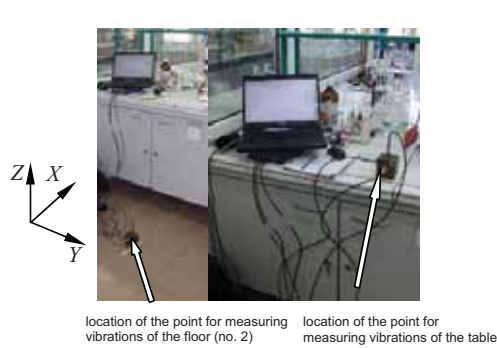 Z
X
Y
location of the point for measuring
vibrations of the floor (no. 2)
location of the point for
measuring vibrations of the table